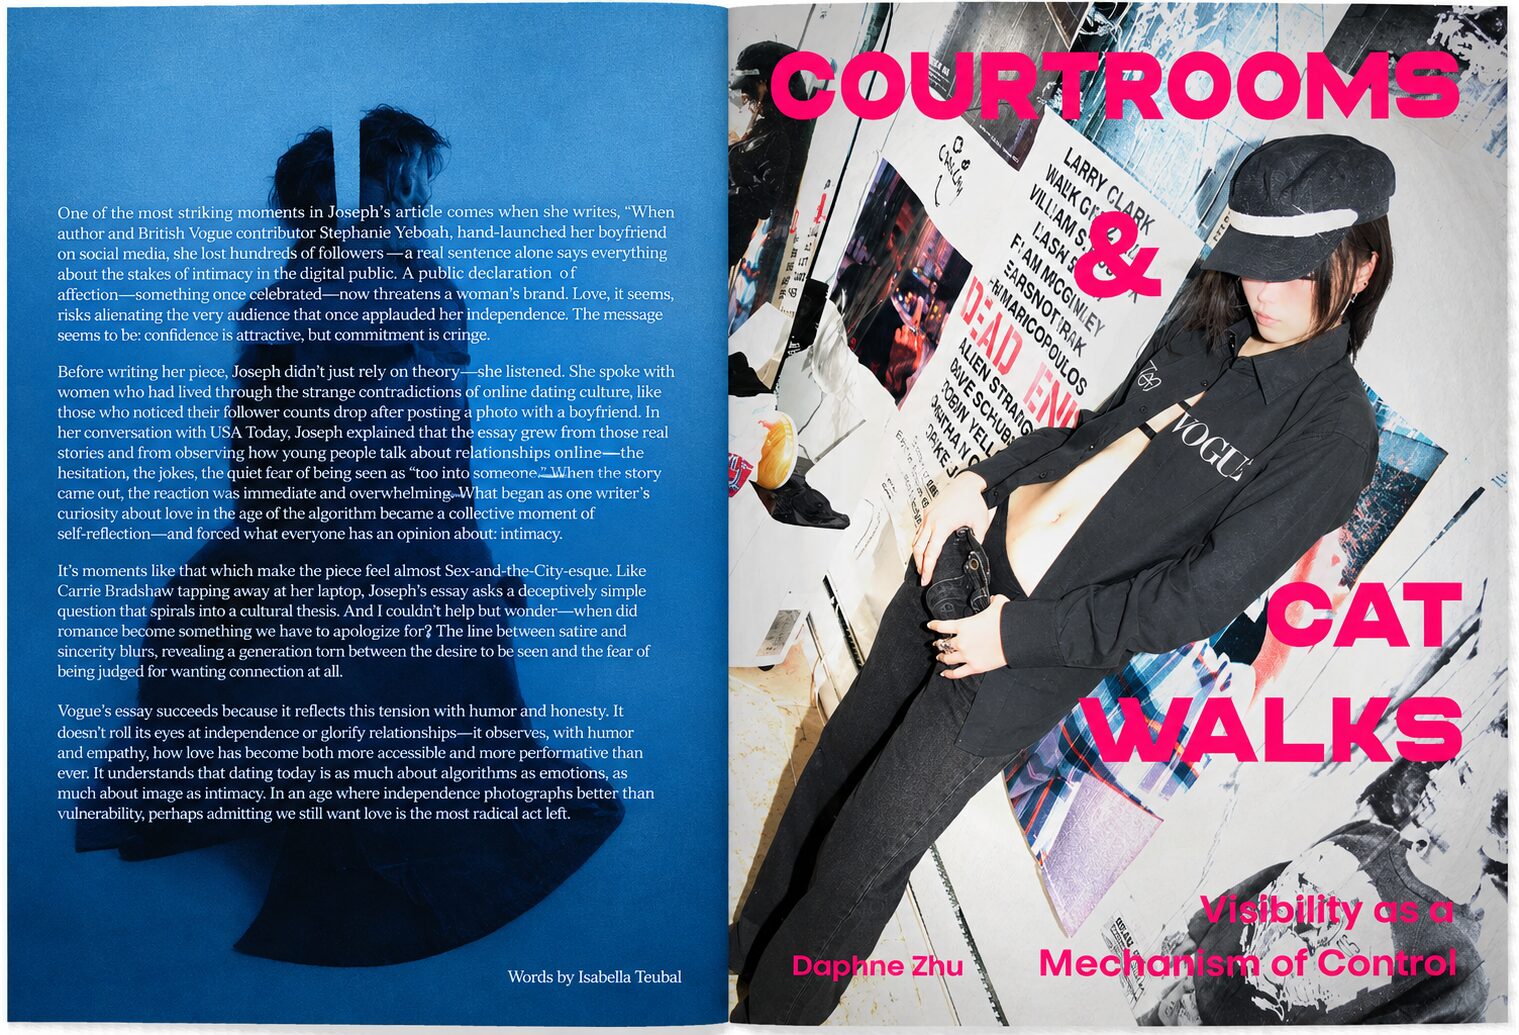 One of the most striking moments in Joseph's article comes when she writes, “When
author and British Vogue contributor Stephanie Yeboah, hand-launched her boyfriend
on social media, she lost hundreds of followers —a real sentence alone says everything
about the stakes of intimacy in the digital public. A public declaration of
affection—something once celebrated—now threatens a woman's brand. Love, it seems,
risks alienating the very audience that once applauded her independence. The message
seems to be: confidence is attractive, but commitment is cringe.
Before writing her piece, Joseph didn't just rely on theory—she listened. She spoke with
women who had lived through the strange contradictions of online dating culture, like
those who noticed their follower counts drop after posting a photo with a boyfriend. In
her conversation with USA Today, Joseph explained that the essay grew from those real
stories and from observing how young people talk about relationships online—the
hesitation, the jokes, the quiet fear of being seen as “too into someone.” When the story
came out, the reaction was immediate and overwhelming. What began as one writer's
curiosity about love in the age of the algorithm became a collective moment of
self-reflection—and forced what everyone has an opinion about: intimacy.
It's moments like that which make the piece feel almost Sex-and-the-City-esque. Like
Carrie Bradshaw tapping away at her laptop, Joseph's essay asks a deceptively simple
question that spirals into a cultural thesis. And I couldn't help but wonder—when did
romance become something we have to apologize for? The line between satire and
sincerity blurs, revealing a generation torn between the desire to be seen and the fear of
being judged for wanting connection at all.
Vogue's essay succeeds because it reflects this tension with humor and honesty. It
doesn't roll its eyes at independence or glorify relationships—it observes, with humor
and empathy, how love has become both more accessible and more performative than
ever. It understands that dating today is as much about algorithms as emotions, as
much about image as intimacy. In an age where independence photographs better than
vulnerability, perhaps admitting we still want love is the most radical act left.
Words by Isabella Teubal
COURTROOMS
&
CAT
WALKS
Visibility as a
Mechanism of Control
Daphne Zhu
LARRY CLARK
DEAD
VOGUE